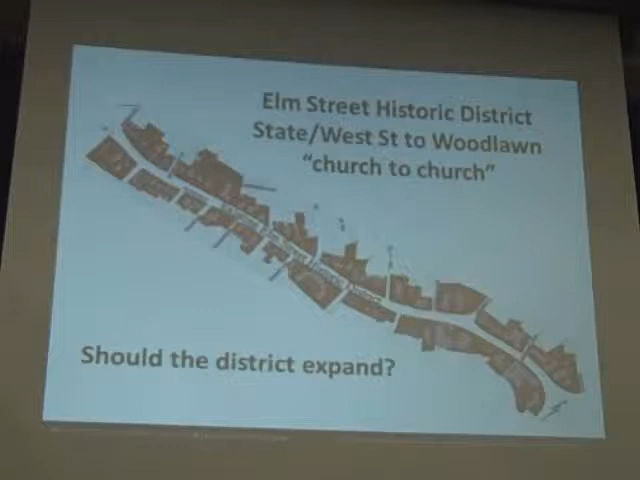 Elm Street Historic District
State/West St to Woodlawn
“church to church”
Should the district expand?